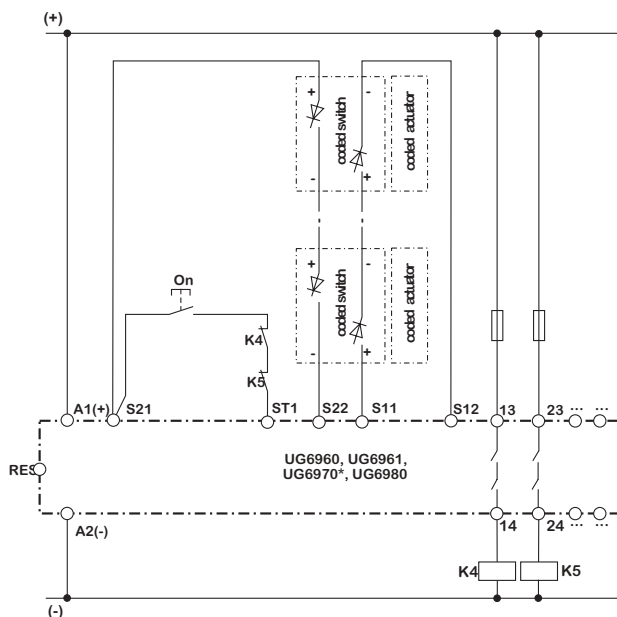 (+)
+
-
coded switch
coded actuator
-
+
+
-
coded switch
coded actuator
-
+
On
K4
K5
A1(+)
S21
ST1
S22
S11
S12
13
23
...
...
RES
UG6960, UG6961,
UG6970*, UG6980
A2(-)
14
24
...
...
K4
K5
(-)